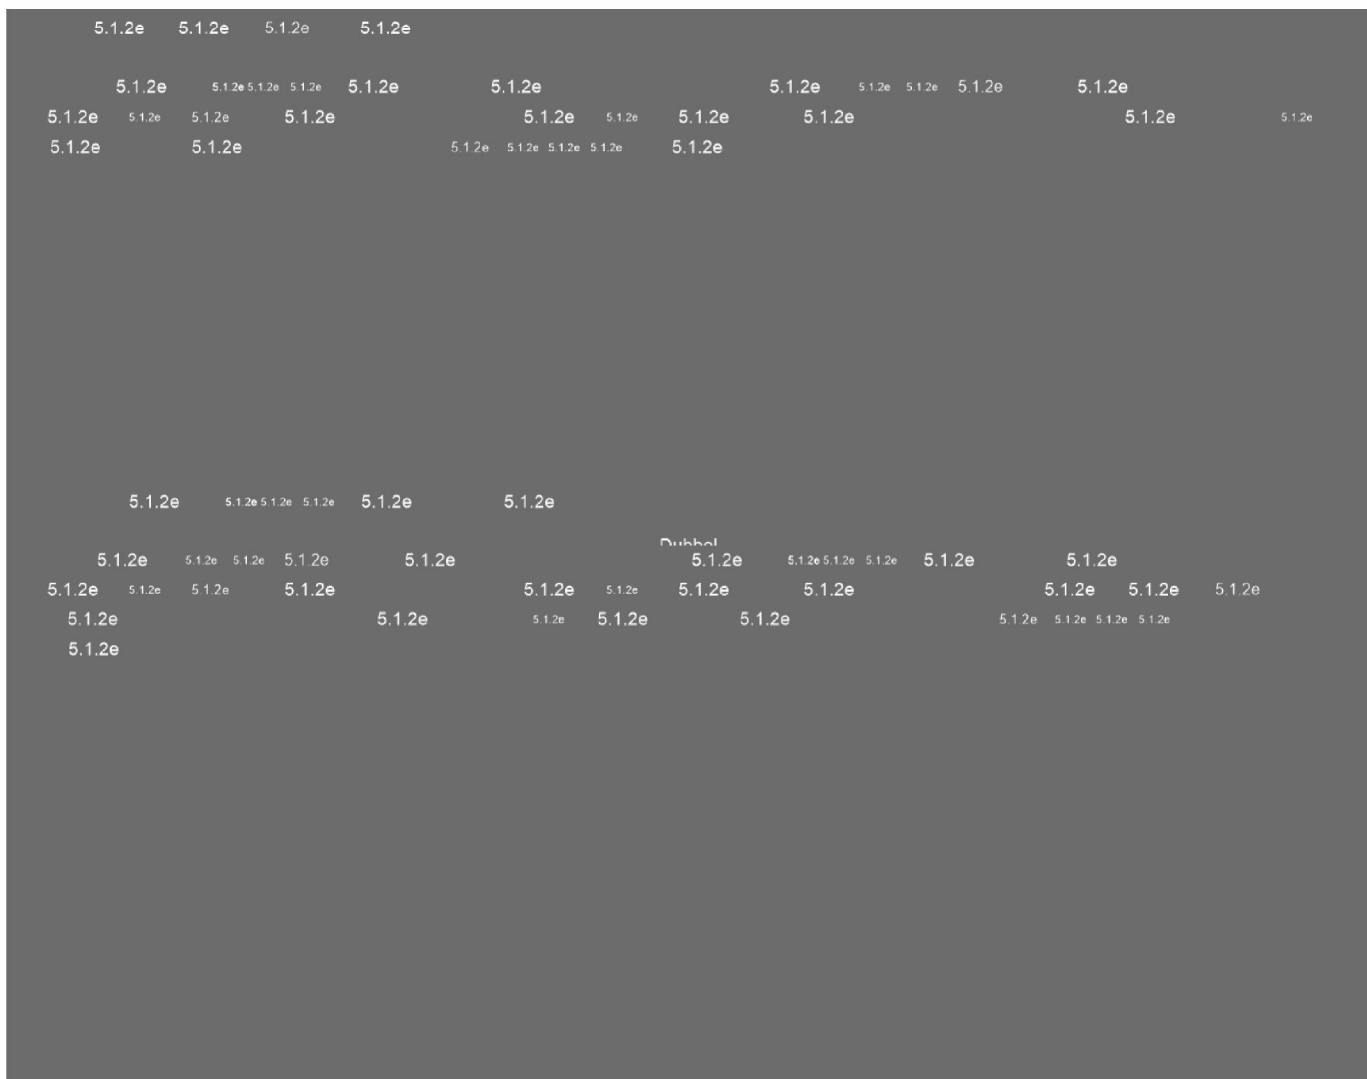 5.1.2e 5.1.2e 5.1.2e 5.1.2e
5.1.2e 5.1.2e 5.1.2e 5.1.2e 5.1.2e 5.1.2e 5.1.2e 5.1.2e 5.1.2e 5.1.2e 5.1.2e
5.1.2e 5.1.2e 5.1.2e 5.1.2e 5.1.2e 5.1.2e 5.1.2e 5.1.2e 5.1.2e 5.1.2e
5.1.2e 5.1.2e 5.1.2e 5.1.2e 5.1.2e 5.1.2e 5.1.2e
5.1.2e 5.1.2e 5.1.2e 5.1.2e 5.1.2e 5.1.2e
Dubbel
5.1.2e 5.1.2e 5.1.2e 5.1.2e 5.1.2e 5.1.2e 5.1.2e 5.1.2e 5.1.2e 5.1.2e 5.1.2e
5.1.2e 5.1.2e 5.1.2e 5.1.2e 5.1.2e 5.1.2e 5.1.2e 5.1.2e 5.1.2e 5.1.2e 5.1.2e
5.1.2e 5.1.2e 5.1.2e 5.1.2e 5.1.2e 5.1.2e 5.1.2e 5.1.2e 5.1.2e
5.1.2e